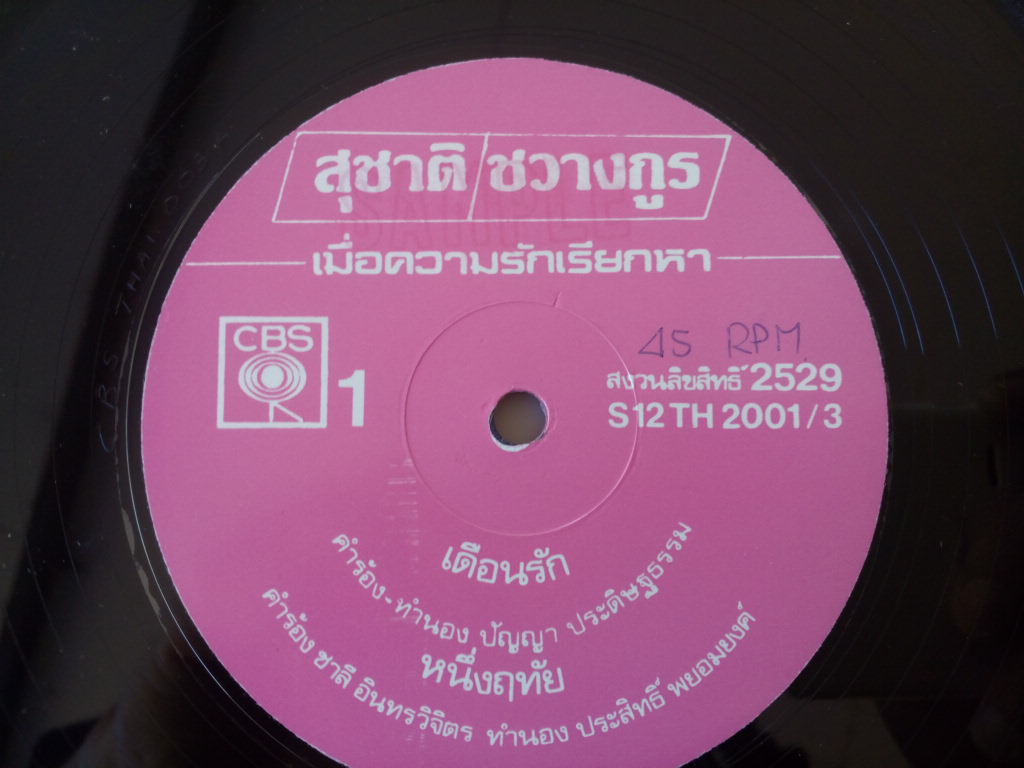 สุชาติ ชวางกูร
SAMPLE
เมื่อความรักเรียกหา
CBS
1
45 RPM
สงวนลิขสิทธิ์ 2529
S 12 TH 2001/3
เดือนรัก
คำร้อง-ทำนอง ปัญญา ประดิษฐธรรม
หนึ่งฤทัย
คำร้อง ชาลี อินทรวิจิตร ทำนอง ประสิทธิ์ พยอมยงค์
CBS